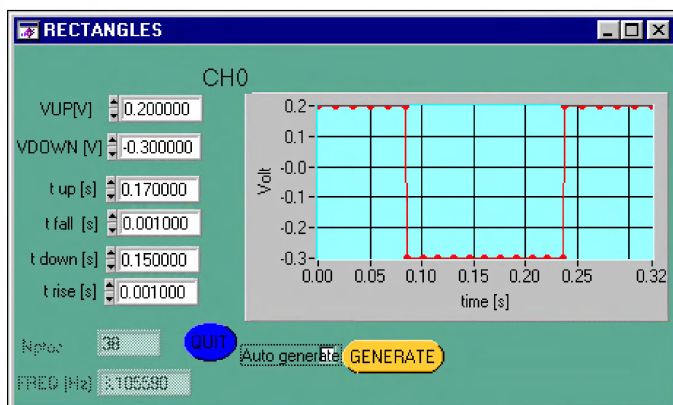 RECTANGLES
CH0
VUP[V] 0.200000
VDOWN [V] -0.300000
t up [s] 0.170000
t fall [s] 0.001000
t down [s] 0.150000
t rise [s] 0.001000
Volt
0.2
0.1
-0.0
-0.1
-0.2
-0.3
0.00 0.05 0.10 0.15 0.20 0.25 0.32
time [s]
38
QUIT
Auto generate
GENERATE
FREQ [Hz] 3.105590